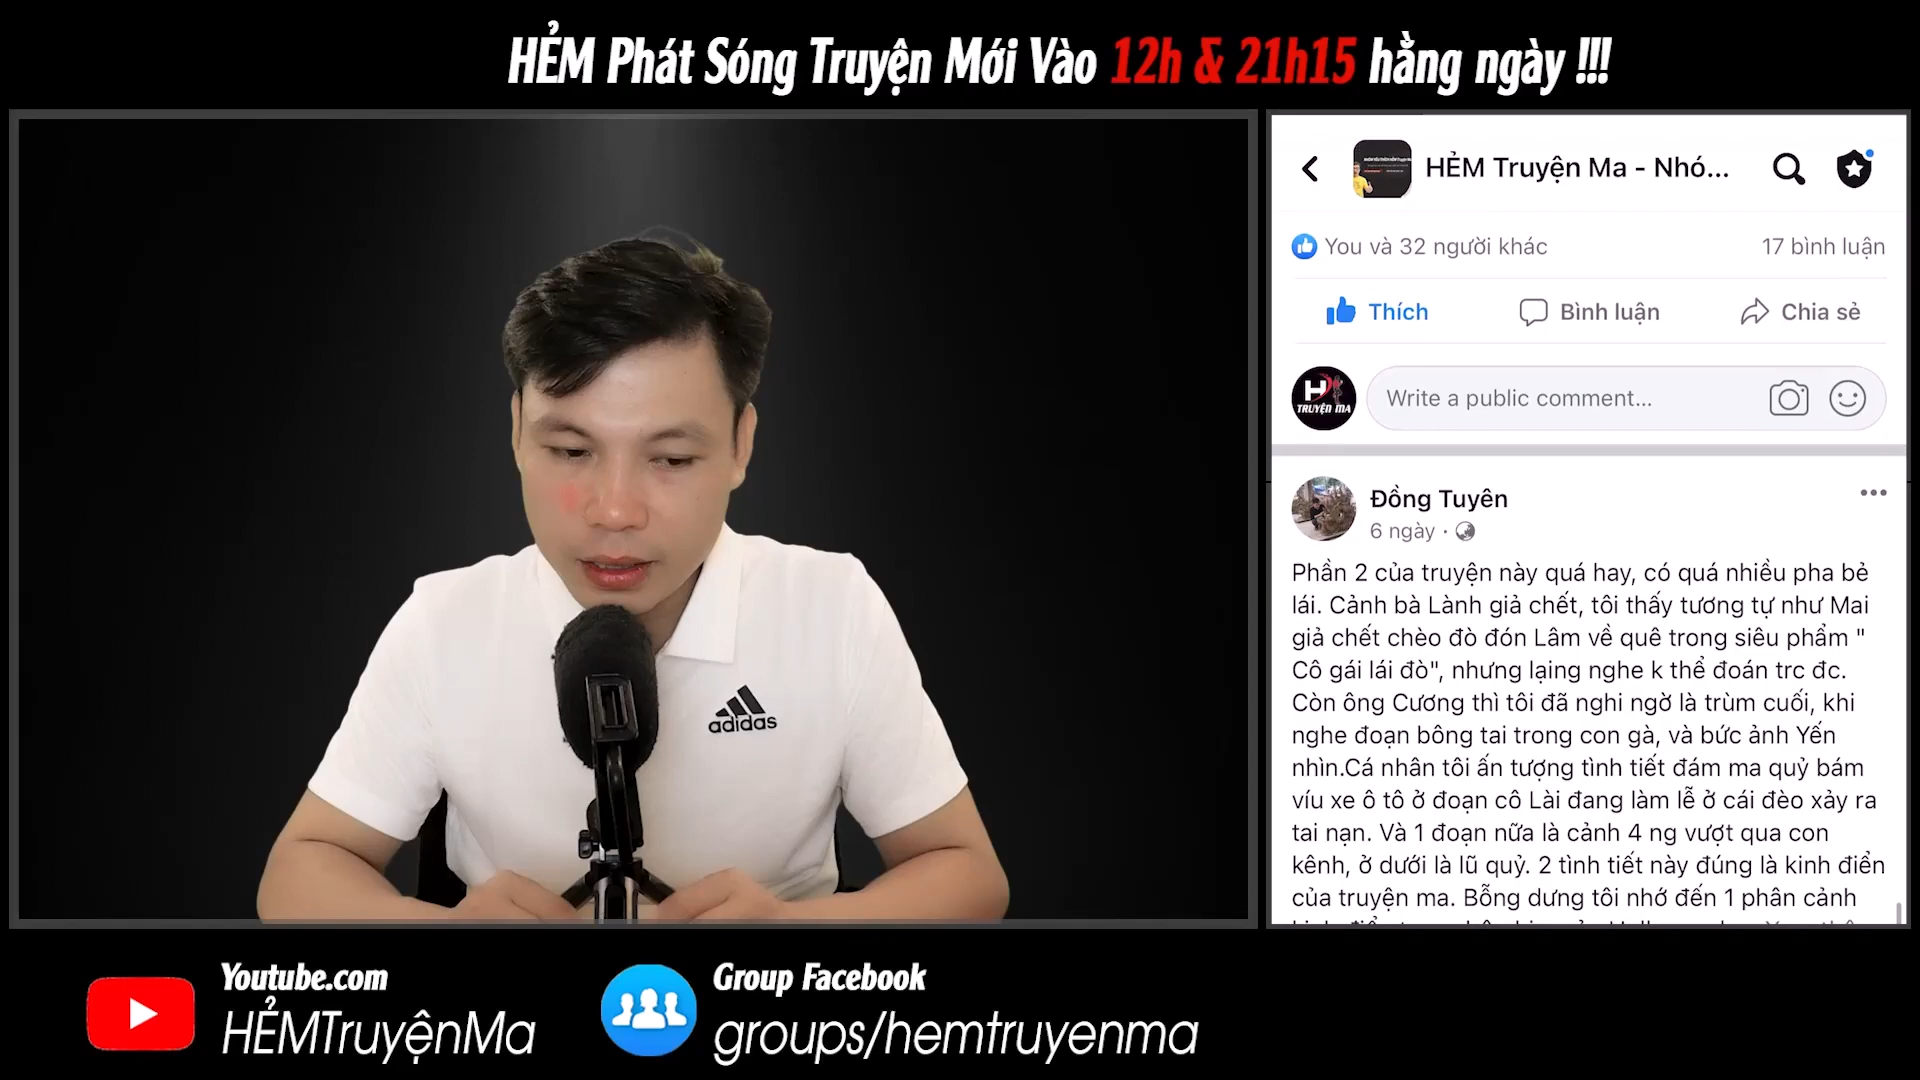 HẺM Phát Sóng Truyện Mới Vào 12h & 21h15 hằng ngày !!!
HẺM Truyện Ma - Nhó...
You và 32 người khác
17 bình luận
Thích
Bình luận
Chia sẻ
H
TRUYỆN MA
Write a public comment...
Đồng Tuyên
6 ngày ·
Phần 2 của truyện này quá hay, có quá nhiều pha bẻ
lái. Cảnh bà Lành giả chết, tôi thấy tương tự như Mai
giả chết chèo đò đón Lâm về quê trong siêu phẩm "
Cô gái lái đò", nhưng lạing nghe k thể đoán trc đc.
Còn ông Cương thì tôi đã nghi ngờ là trùm cuối, khi
nghe đoạn bông tai trong con gà, và bức ảnh Yến
nhìn.Cá nhân tôi ấn tượng tình tiết đám ma quỷ bám
víu xe ô tô ở đoạn cô Lài đang làm lễ ở cái đèo xảy ra
tai nạn. Và 1 đoạn nữa là cảnh 4 ng vượt qua con
kênh, ở dưới là lũ quỷ. 2 tình tiết này đúng là kinh điển
của truyện ma. Bỗng dưng tôi nhớ đến 1 phân cảnh
adidas
Youtube.com
HẺMTruyệnMa
Group Facebook
groups/hemtruyenma